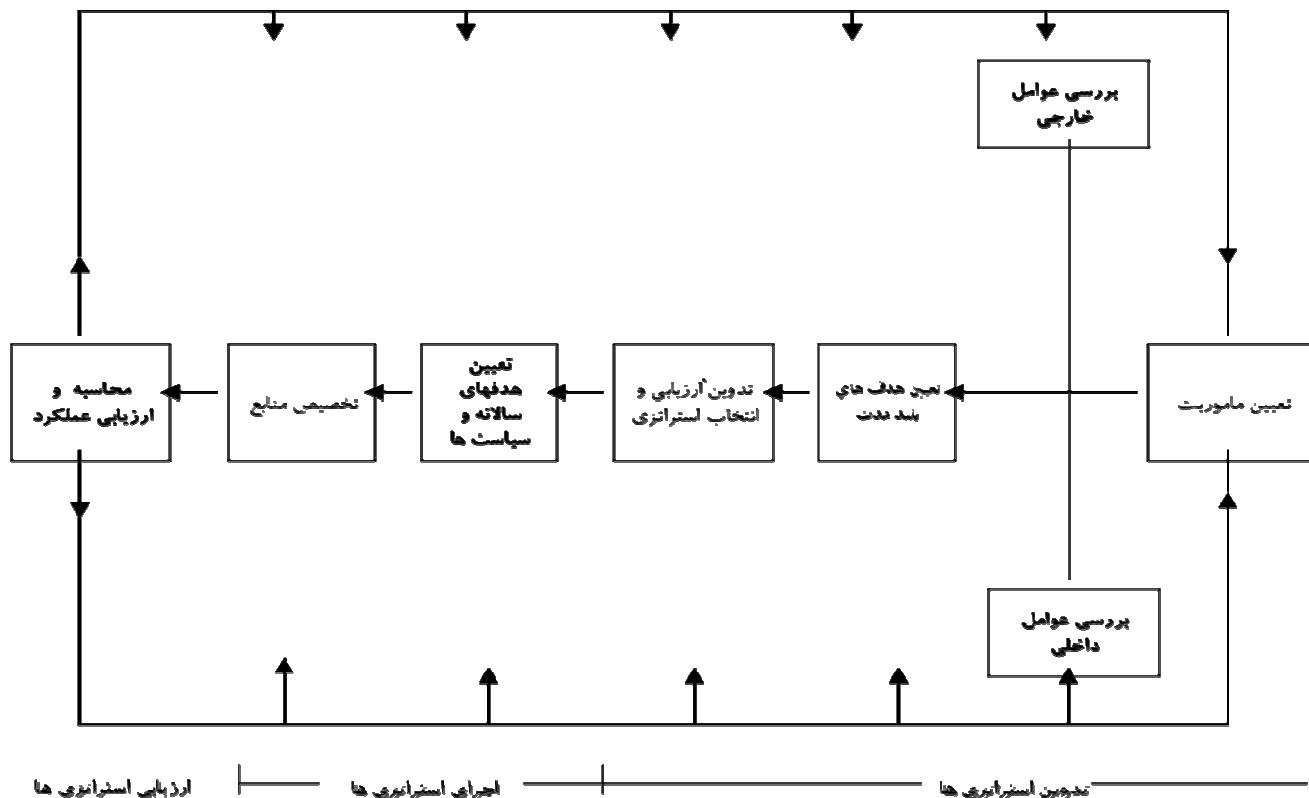 بررسی عوامل
خارجی
تعیین ماموریت
تعیین هدف های
بلند مدت
تدوین ارزیابی و
انتخاب استراتژی
تعیین
هدفهای
سالانه و
سیاست ها
تخصیص منابع
محاسبه و
ارزیابی عملکرد
بررسی عوامل
داخلی
تدوین استراتژی ها
اجرای استراتژی ها
ارزیابی استراتژی ها